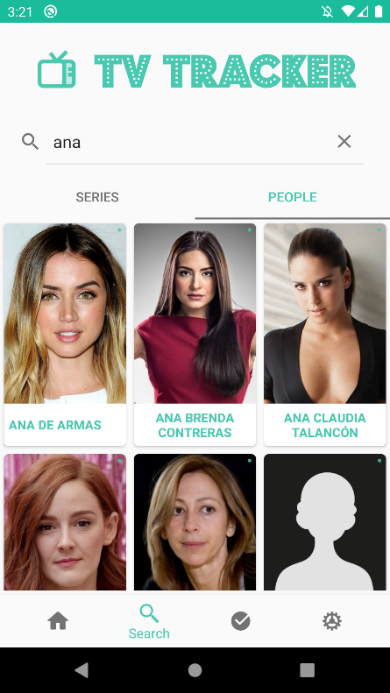 3:21
TV TRACKER
ana
SERIES PEOPLE
ANA DE ARMAS
ANA BRENDA
CONTRERAS
ANA CLAUDIA
TALANCÓN
Search